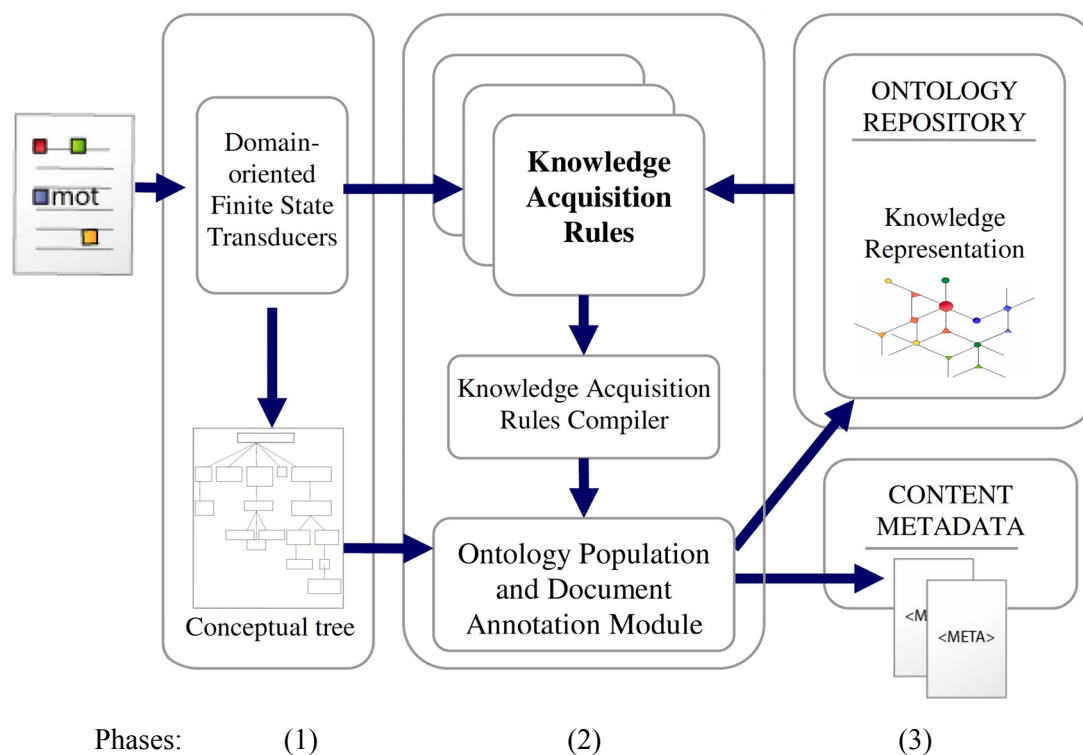 mot
Domain-
oriented
Finite State
Transducers
Conceptual tree
Knowledge
Acquisition
Rules
Knowledge Acquisition
Rules Compiler
Ontology Population
and Document
Annotation Module
ONTOLOGY
REPOSITORY
Knowledge
Representation
CONTENT
METADATA
<M
<META>
Phases: (1) (2) (3)